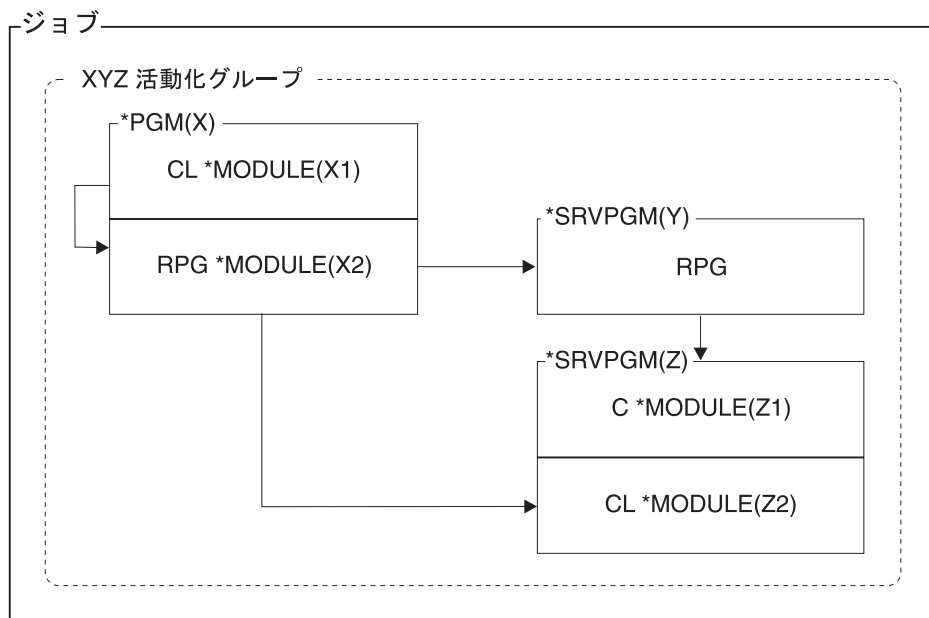 ジョブ
XYZ 活動化グループ
*PGM(X)
CL *MODULE(X1)
RPG *MODULE(X2)
*SRVPGM(Y)
RPG
*SRVPGM(Z)
C *MODULE(Z1)
CL *MODULE(Z2)